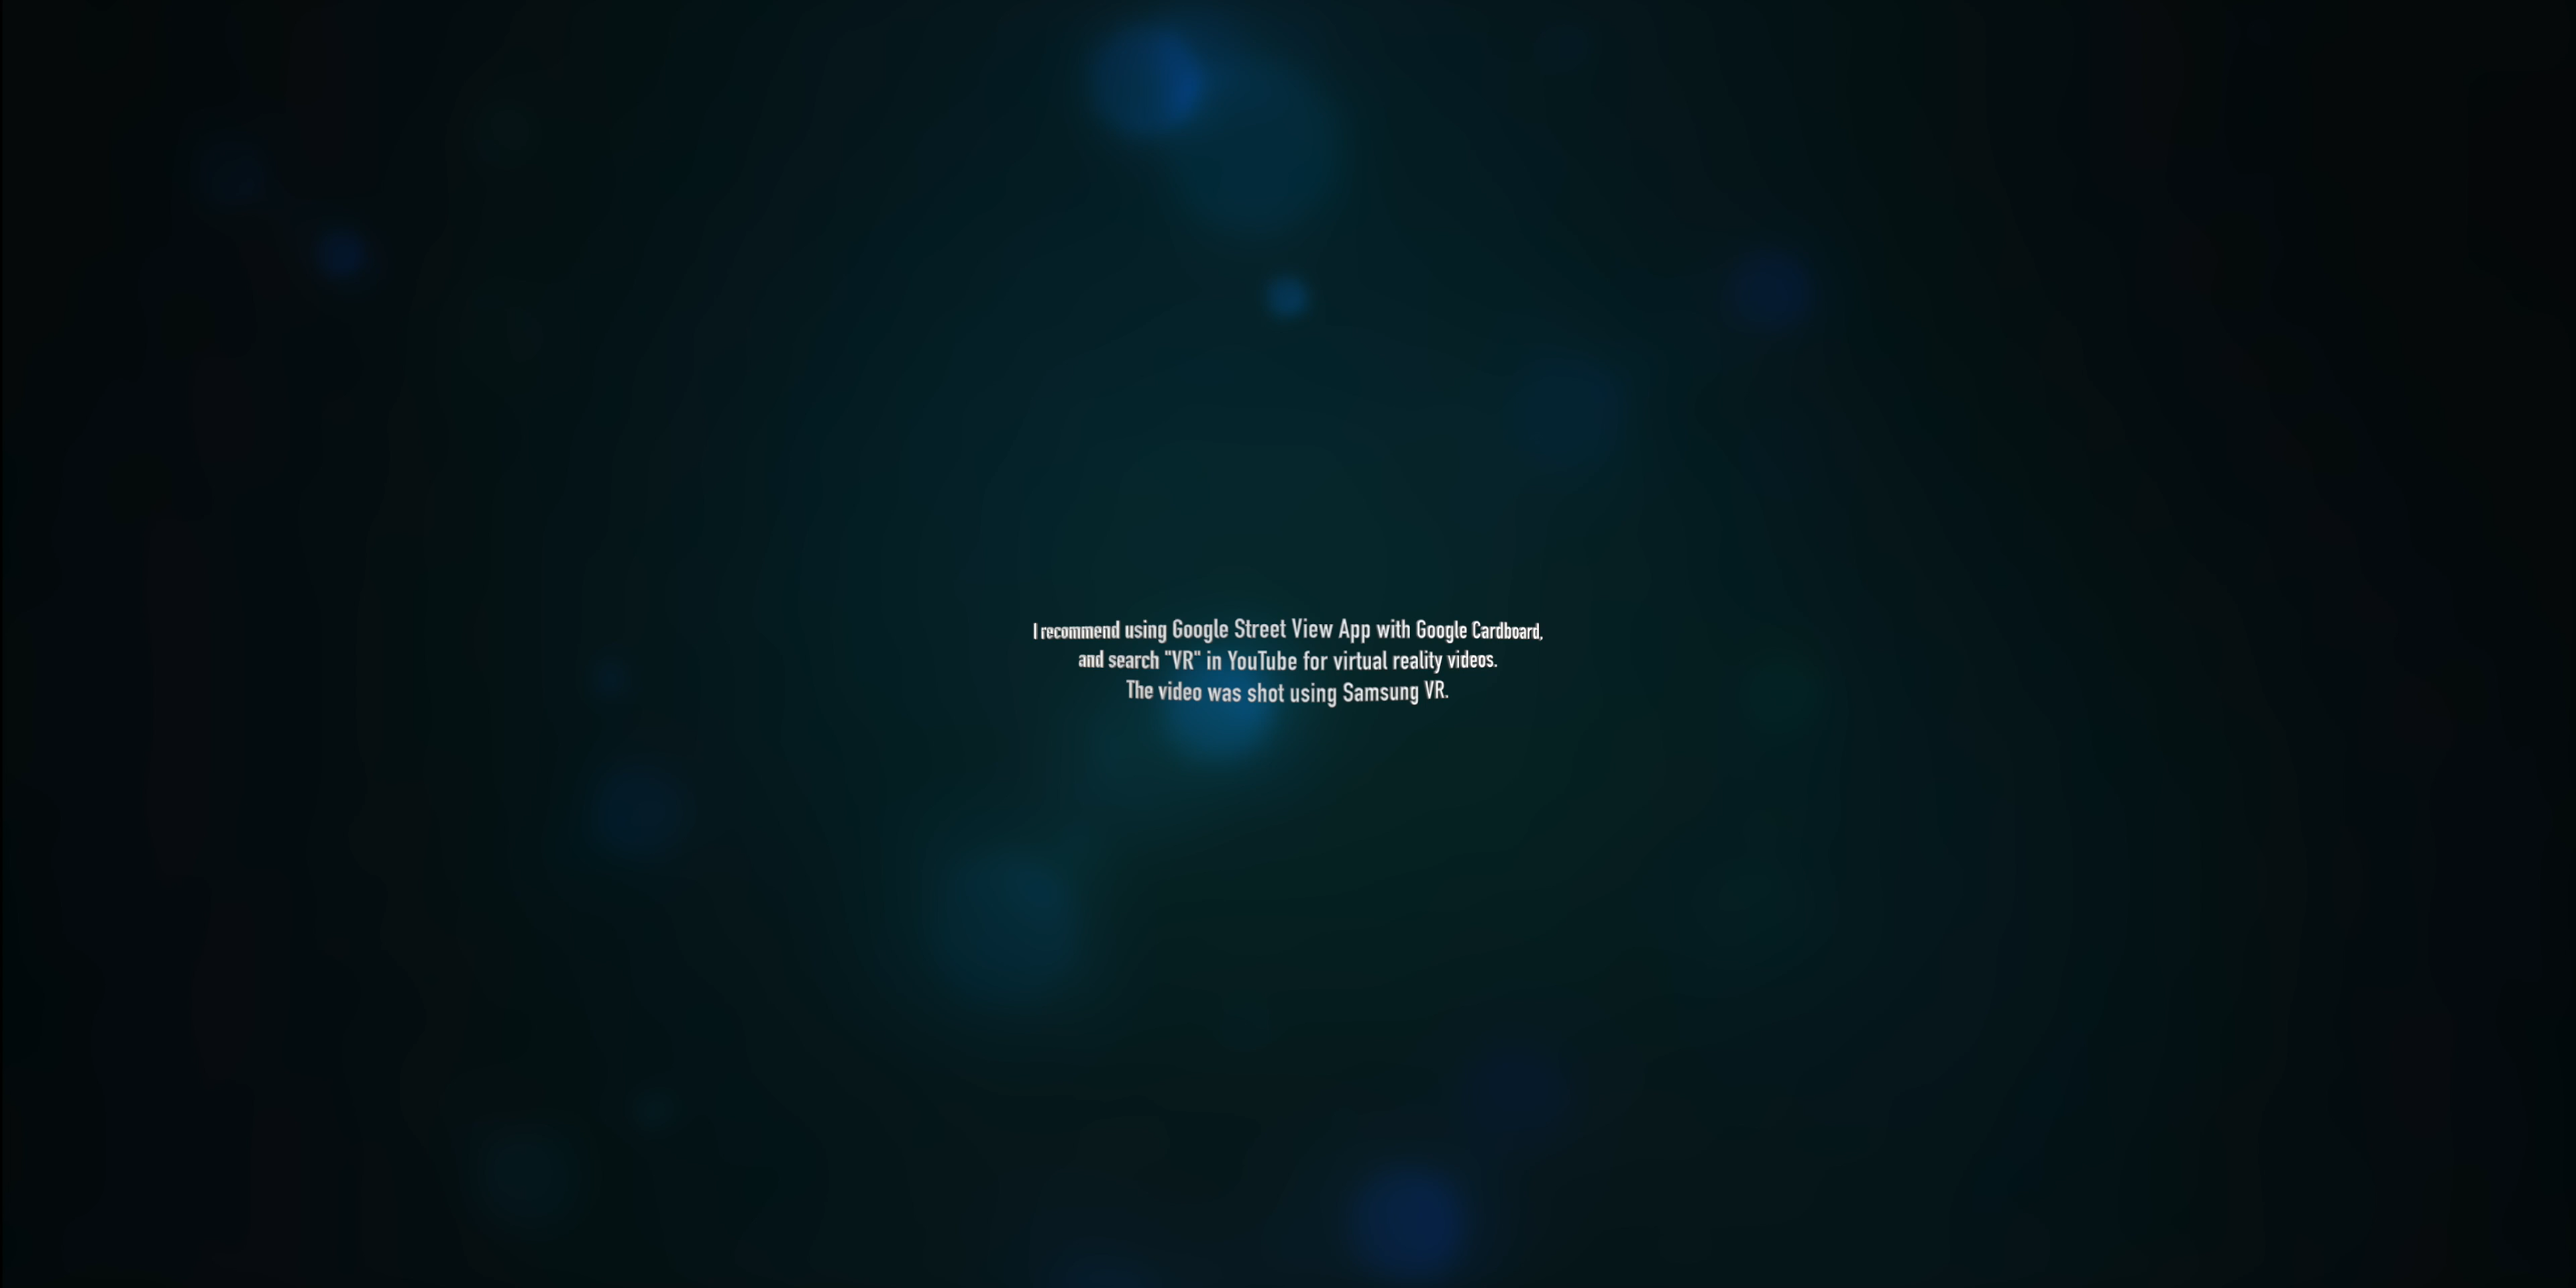 I recommend using Google Street View App with Google Cardboard,
and search "VR" in YouTube for virtual reality videos.
The video was shot using Samsung VR.